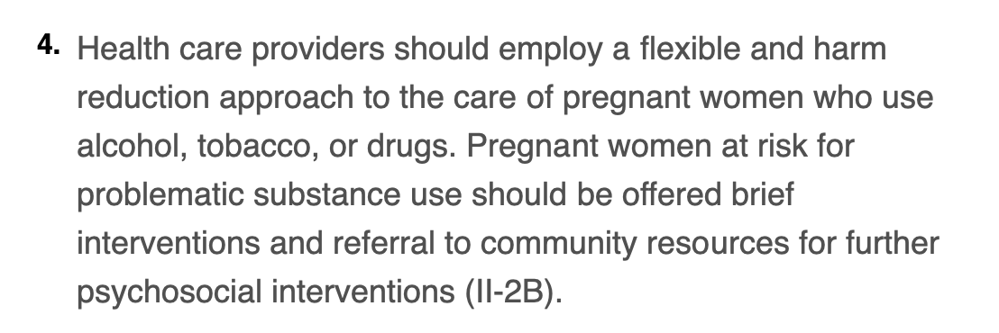 4. Health care providers should employ a flexible and harm
reduction approach to the care of pregnant women who use
alcohol, tobacco, or drugs. Pregnant women at risk for
problematic substance use should be offered brief
interventions and referral to community resources for further
psychosocial interventions (II-2B).